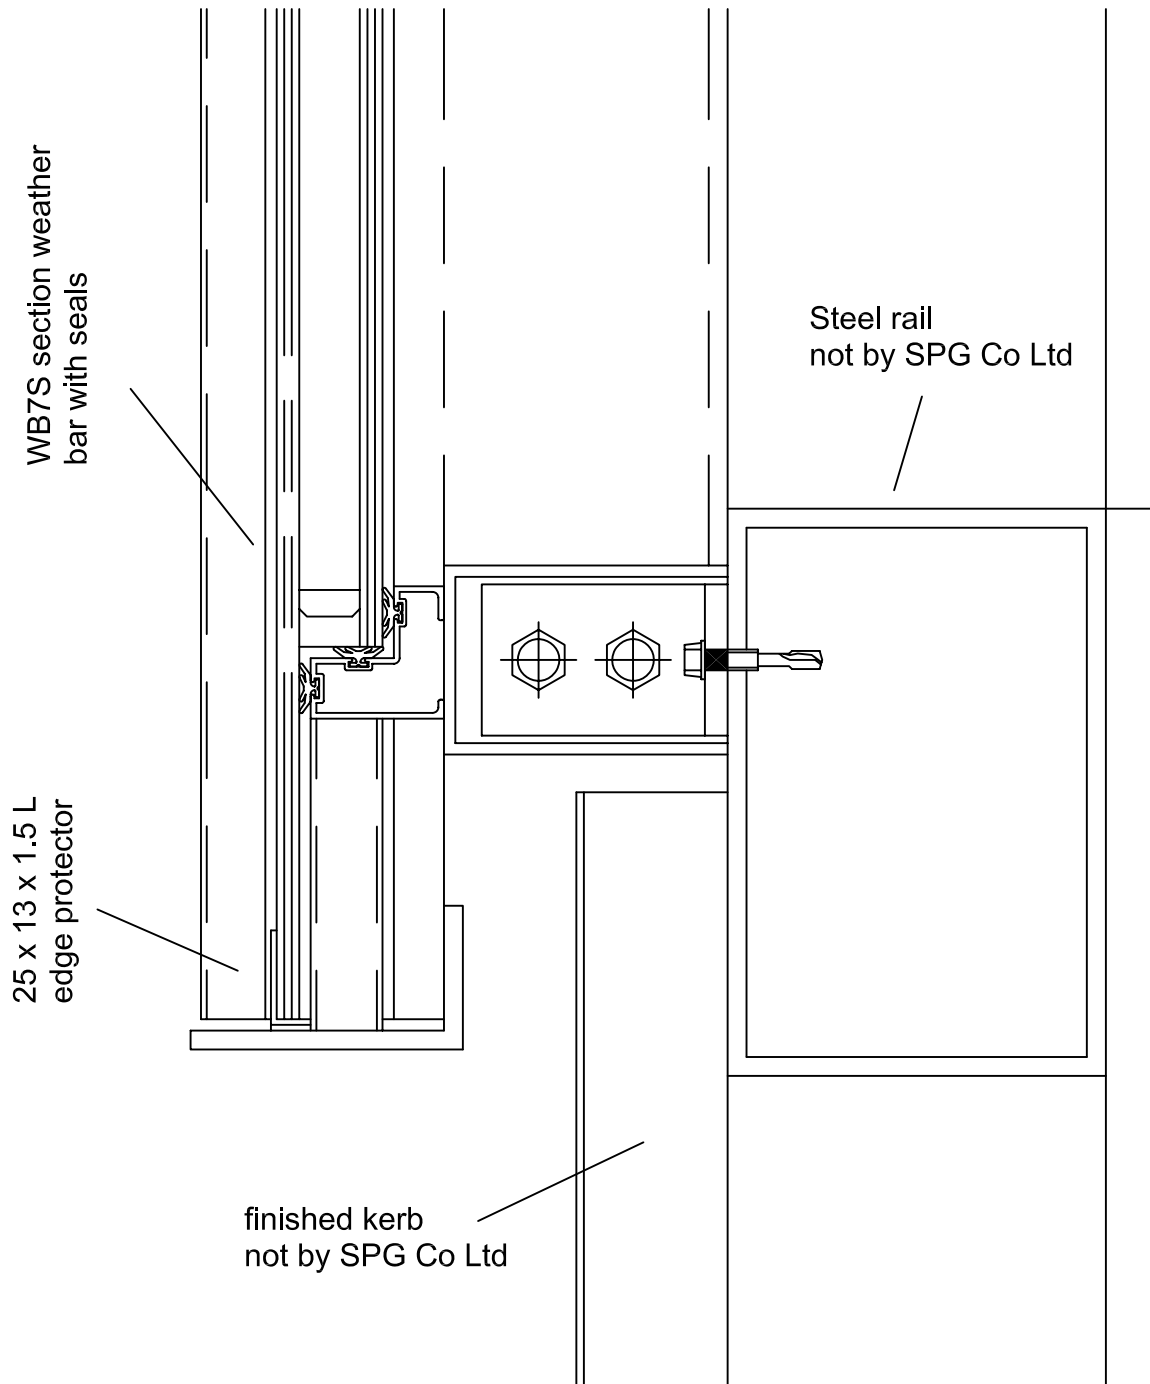 WB7S section weather
bar with seals
Steel rail
not by SPG Co Ltd
25 x 13 x 1.5 L
edge protector
finished kerb
not by SPG Co Ltd